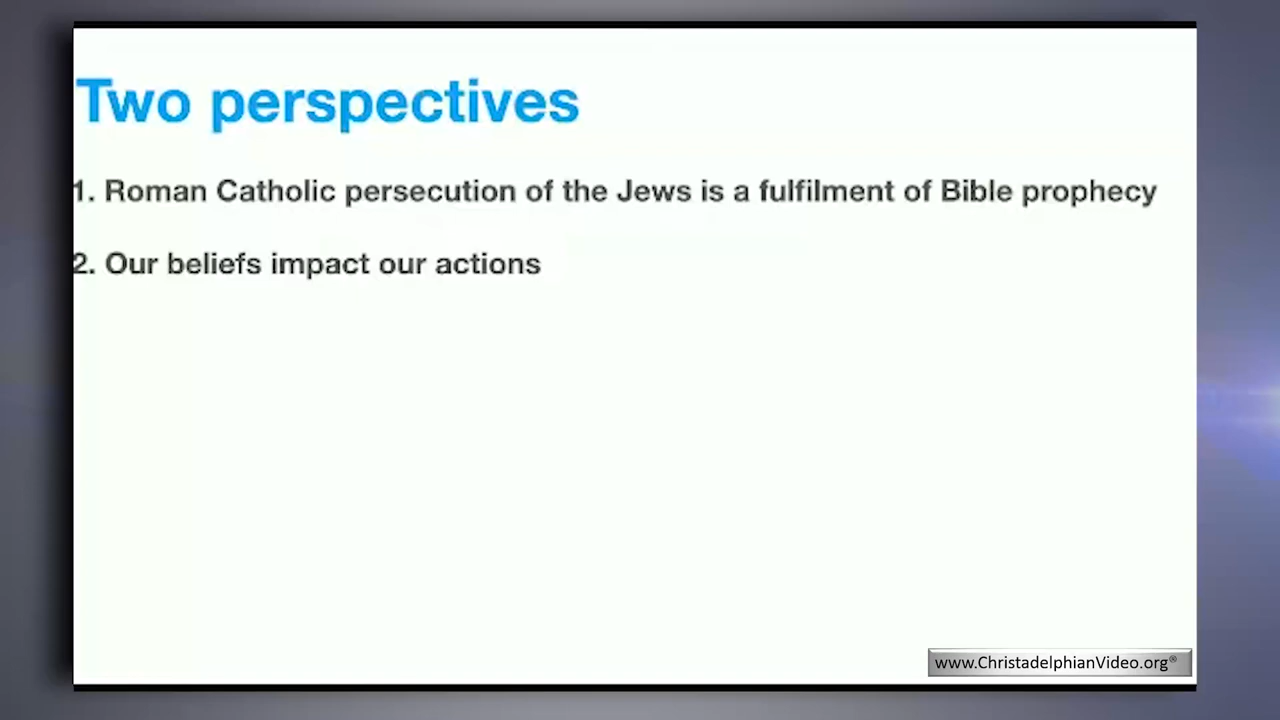 Two perspectives
1. Roman Catholic persecution of the Jews is a fulfilment of Bible prophecy
2. Our beliefs impact our actions
www.ChristadelphianVideo.org®